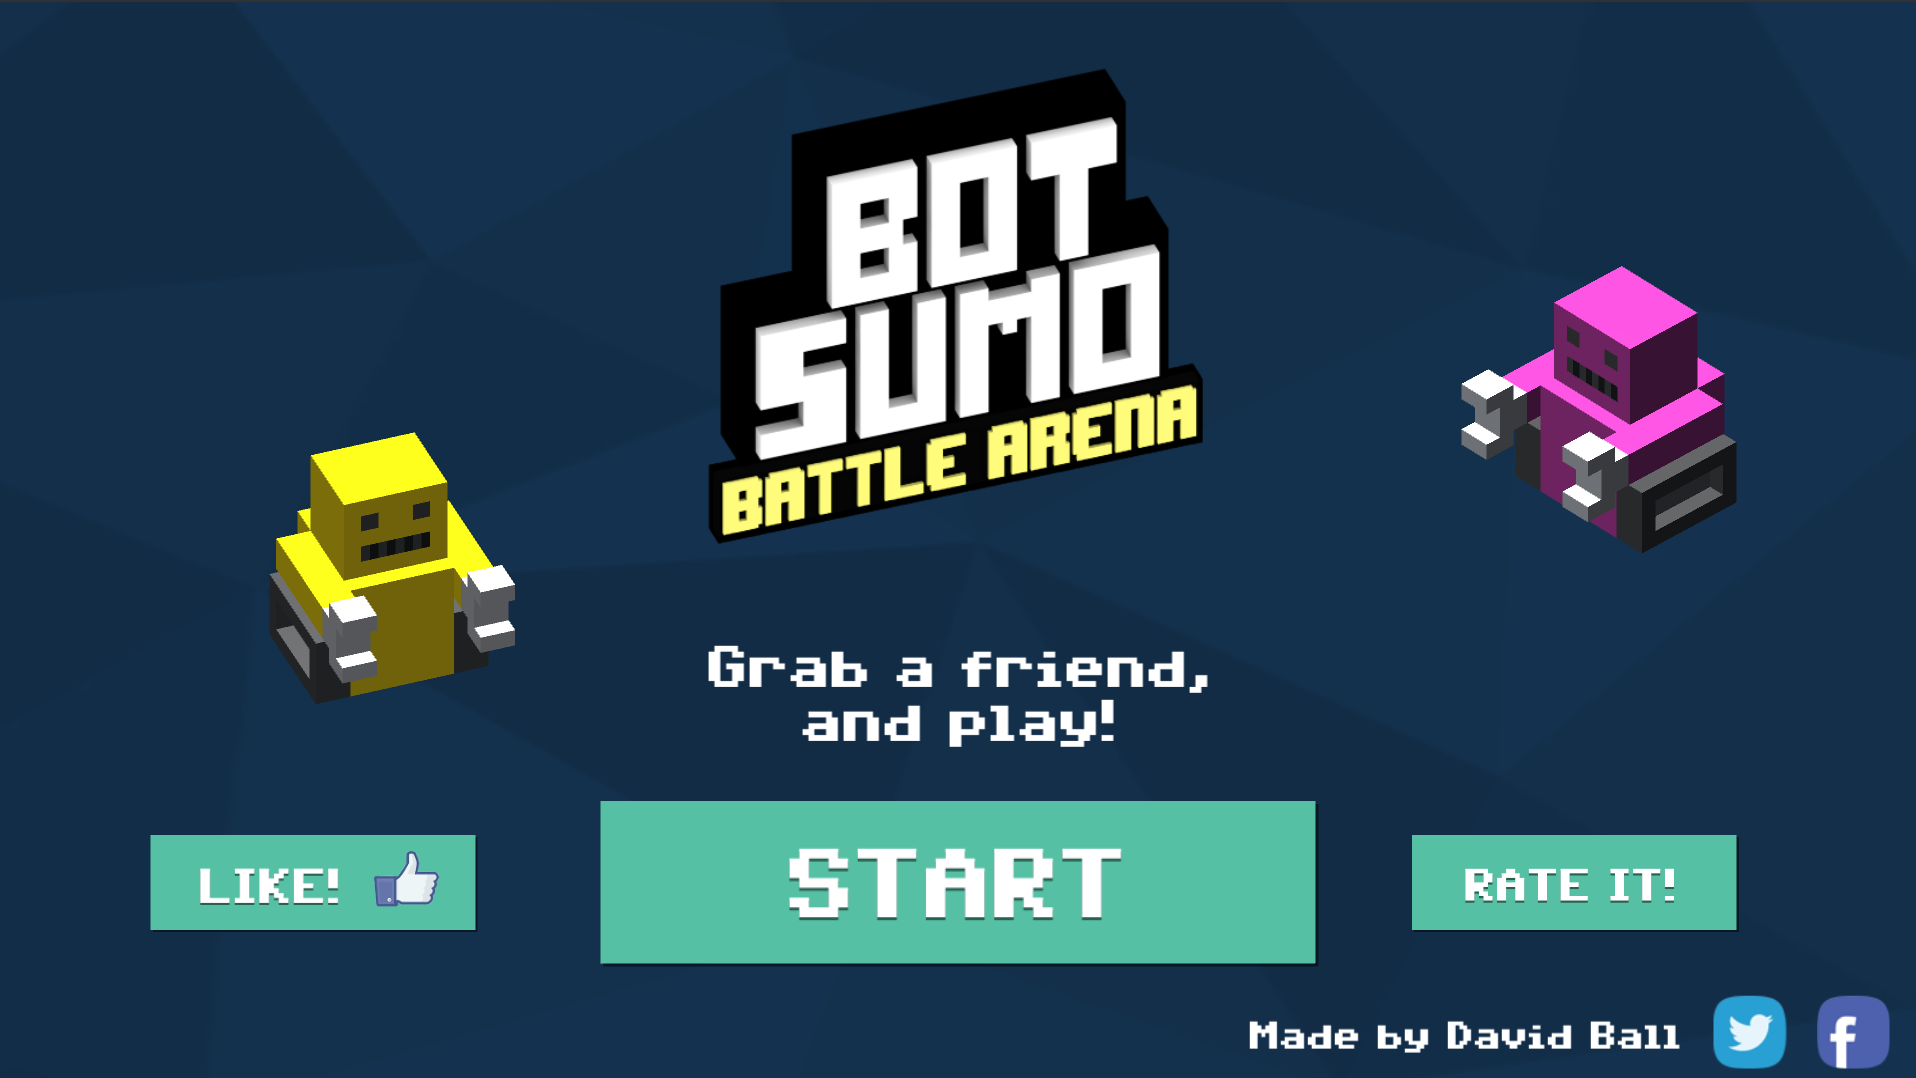 BOT
SUMO
BATTLE ARENA
Grab a friend,
and play!
LIKE!
START
RATE IT!
Made by David Ball